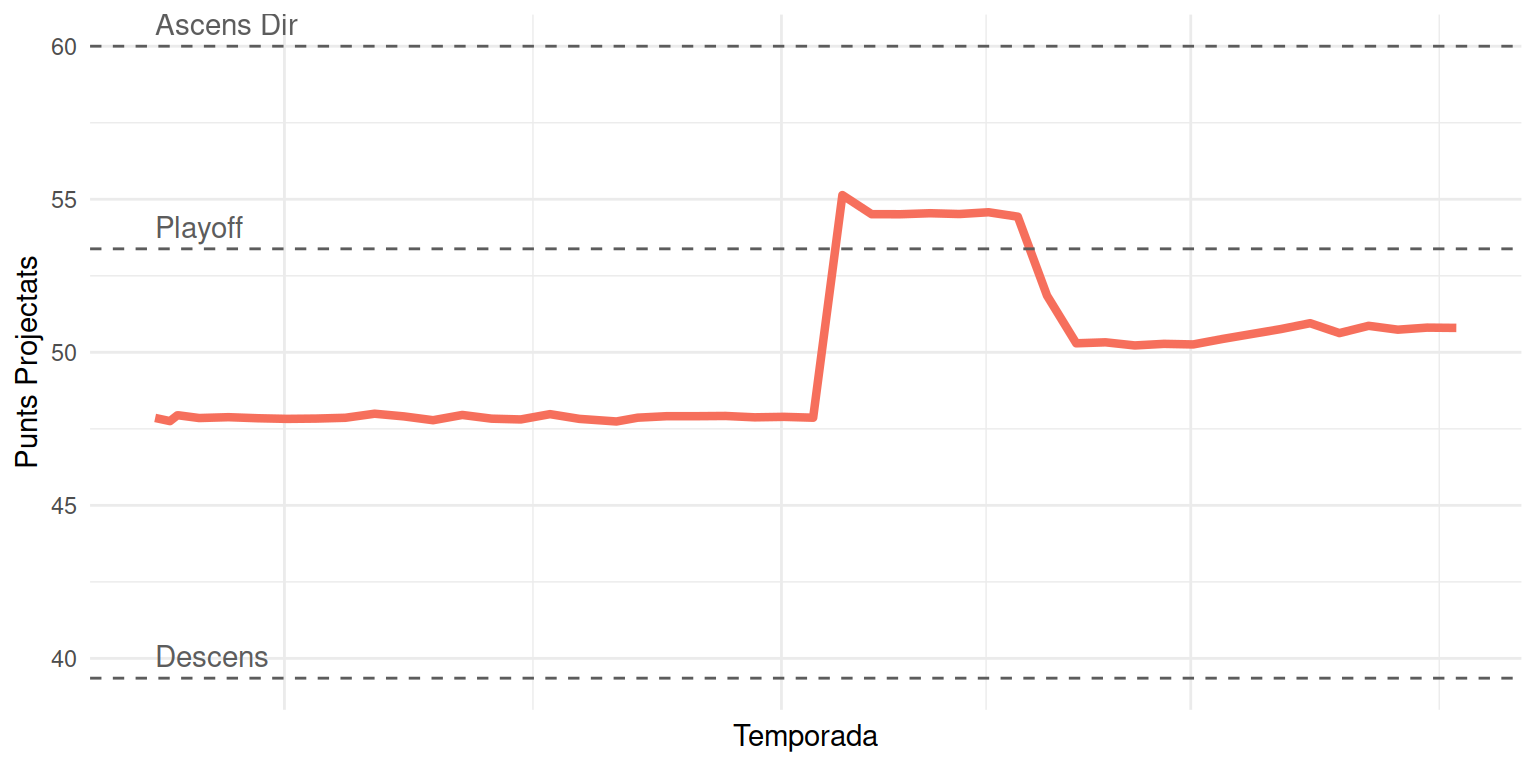 Ascens Dir
60
55
Playoff
Punts Projectats
50
45
Descens
40
Temporada